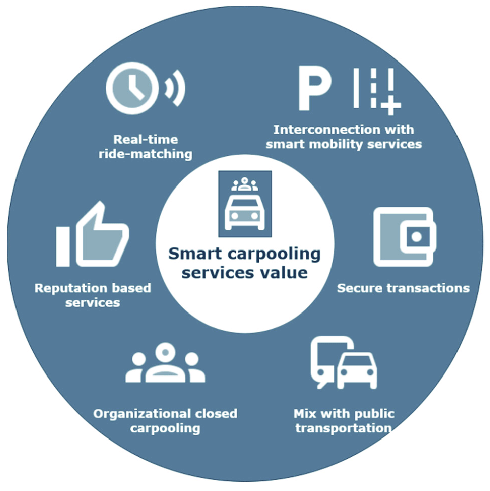 P
Real-time
ride-matching
Interconnection with
smart mobility services
Smart carpooling
services value
Reputation based
services
Secure transactions
Organizational closed
carpooling
Mix with public
transportation